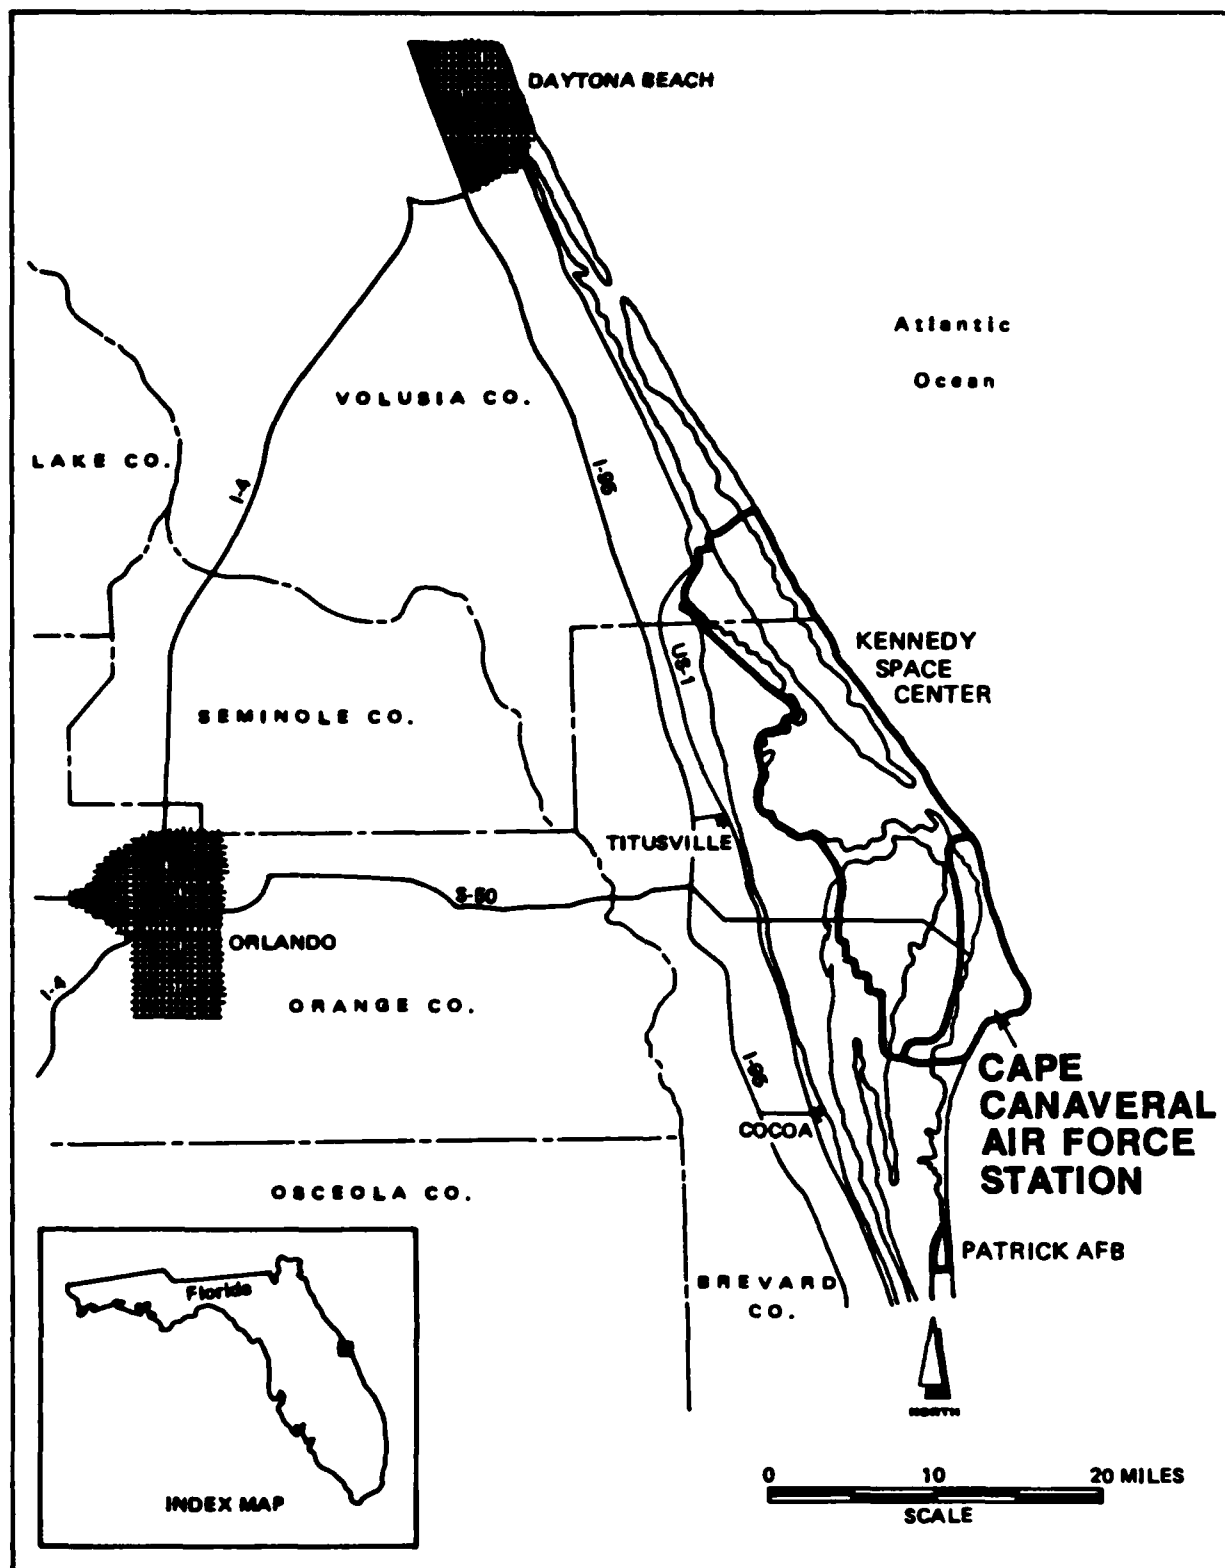 DAYTONA BEACH
Atlantic
Ocean
VOLUSIA CO.
LAKE CO.
I-4
I-95
KENNEDY
SPACE
CENTER
US-1
SEMINOLE CO.
TITUSVILLE
S-50
ORLANDO
I-4
ORANGE CO.
I-95
CAPE
CANAVERAL
AIR FORCE
STATION
COCOA
OSCEOLA CO.
PATRICK AFB
BREVARD
CO.
Florida
NORTH
INDEX MAP
0 10 20 MILES
SCALE